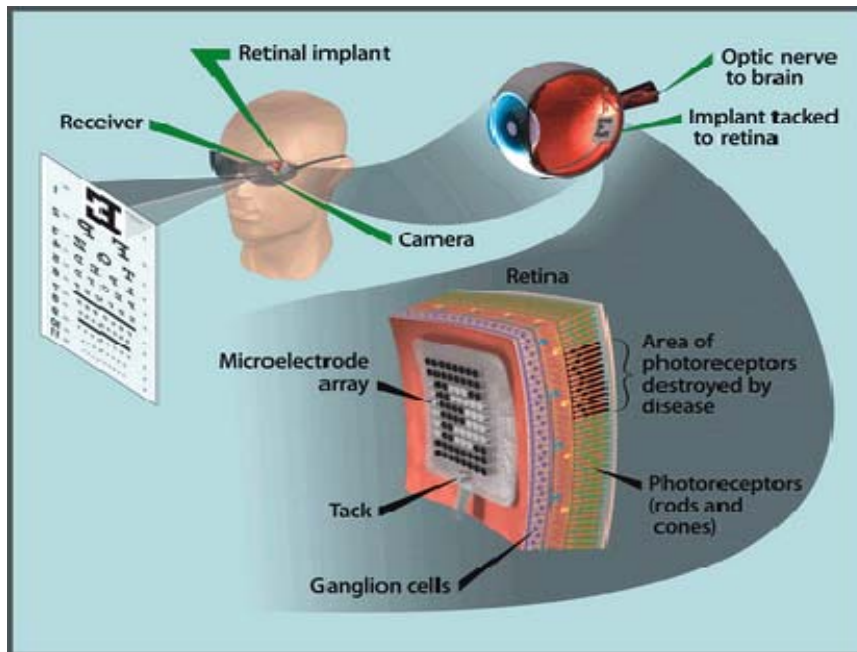 Retinal implant
Receiver
Camera
Optic nerve
to brain
Implant tacked
to retina
Retina
Microelectrode
array
Area of
photoreceptors
destroyed by
disease
Tack
Photoreceptors
(rods and
cones)
Ganglion cells